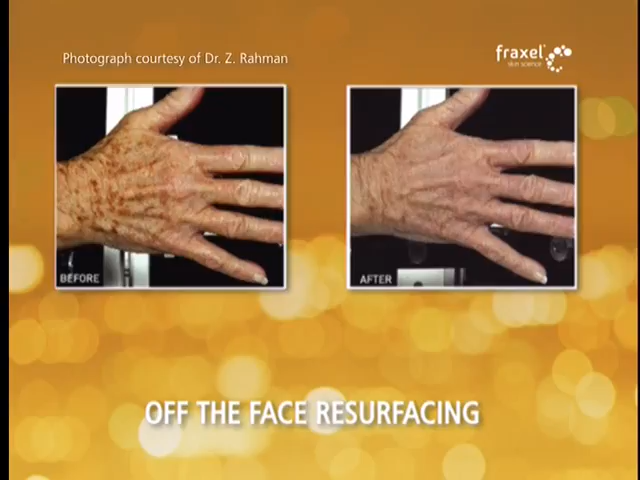 Photograph courtesy of Dr. Z. Rahman
fraxel
skin science
BEFORE
AFTER
OFF THE FACE RESURFACING